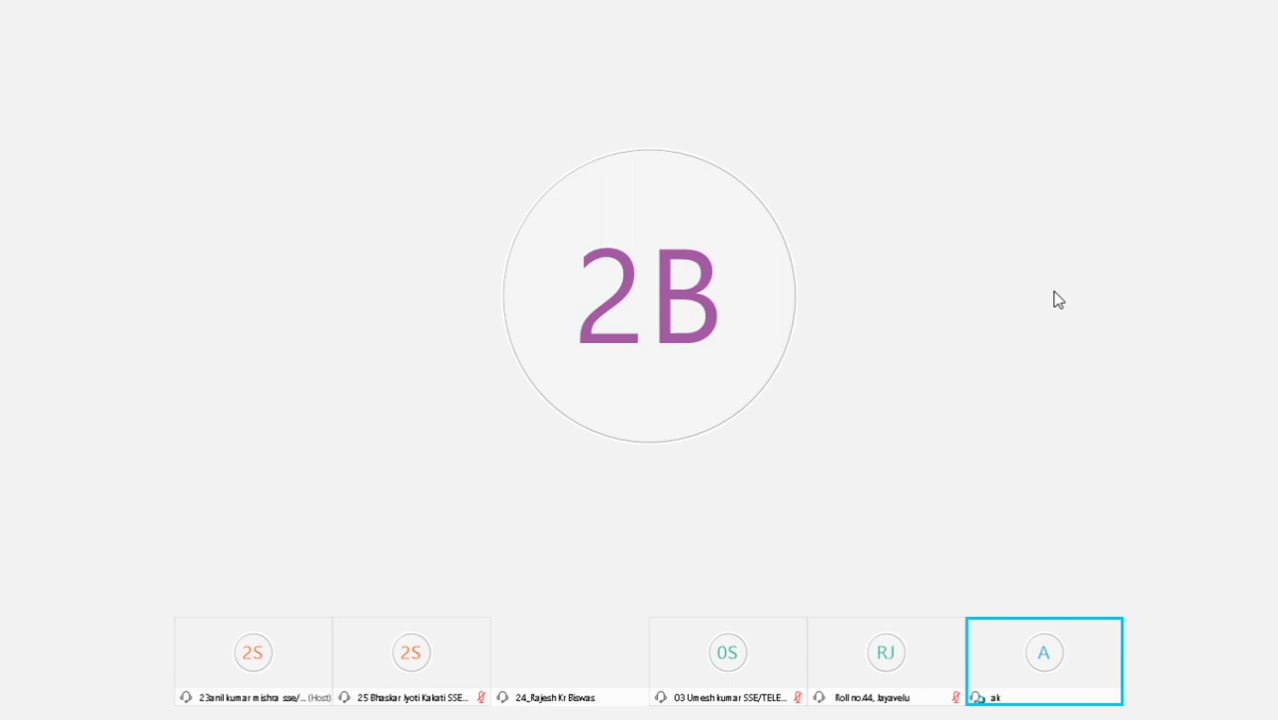 2B
2S
2S
0S
RJ
A
23anil kumar mishra sse/... (Host)
25 Bhaskar Jyoti Kakati SSE...
24_Rajesh Kr Biswas
03 Umesh kumar SSE/TELE...
Roll no.44, Jayavelu
ak